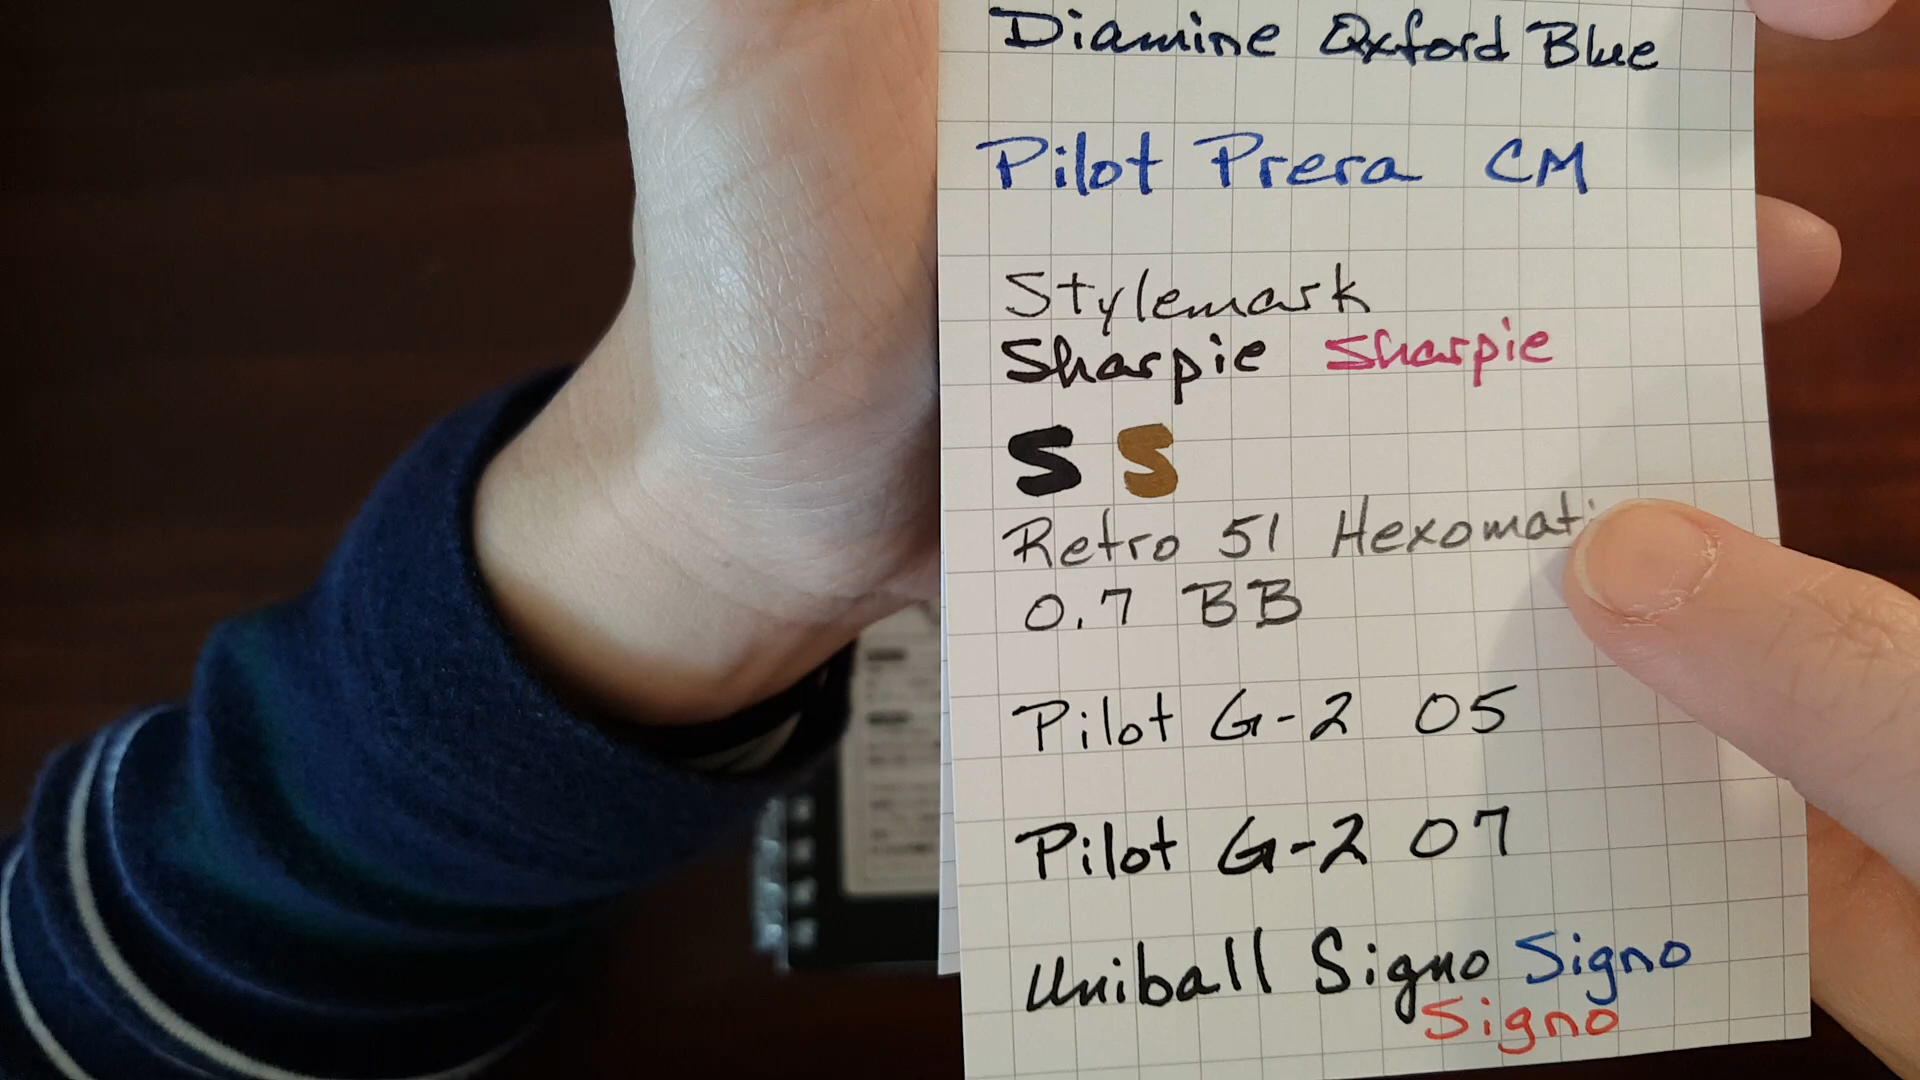 Diamine Oxford Blue
Pilot Prera CM
Stylemark
Sharpie Sharpie
S S
Retro 51 Hexomati
0.7 BB
Pilot G-2 05
Pilot G-2 07
Uniball Signo Signo
Signo